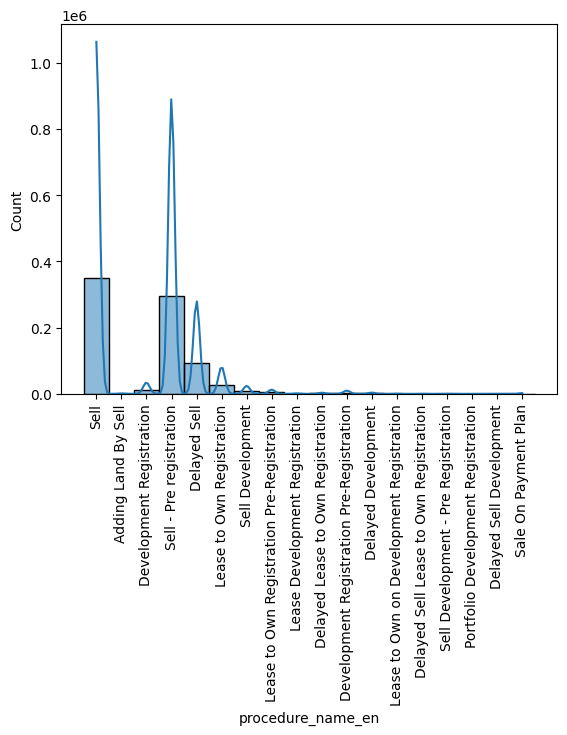 1e6
1.0
0.8
0.6
0.4
0.2
0.0
Count
Sell
Adding Land By Sell
Development Registration
Sell - Pre registration
Delayed Sell
Lease to Own Registration
Sell Development
Lease to Own Registration Pre-Registration
Lease Development Registration
Delayed Lease to Own Registration
Development Registration Pre-Registration
Delayed Development
Lease to Own on Development Registration
Delayed Sell Lease to Own Registration
Sell Development - Pre Registration
Portfolio Development Registration
Delayed Sell Development
Sale On Payment Plan
procedure_name_en